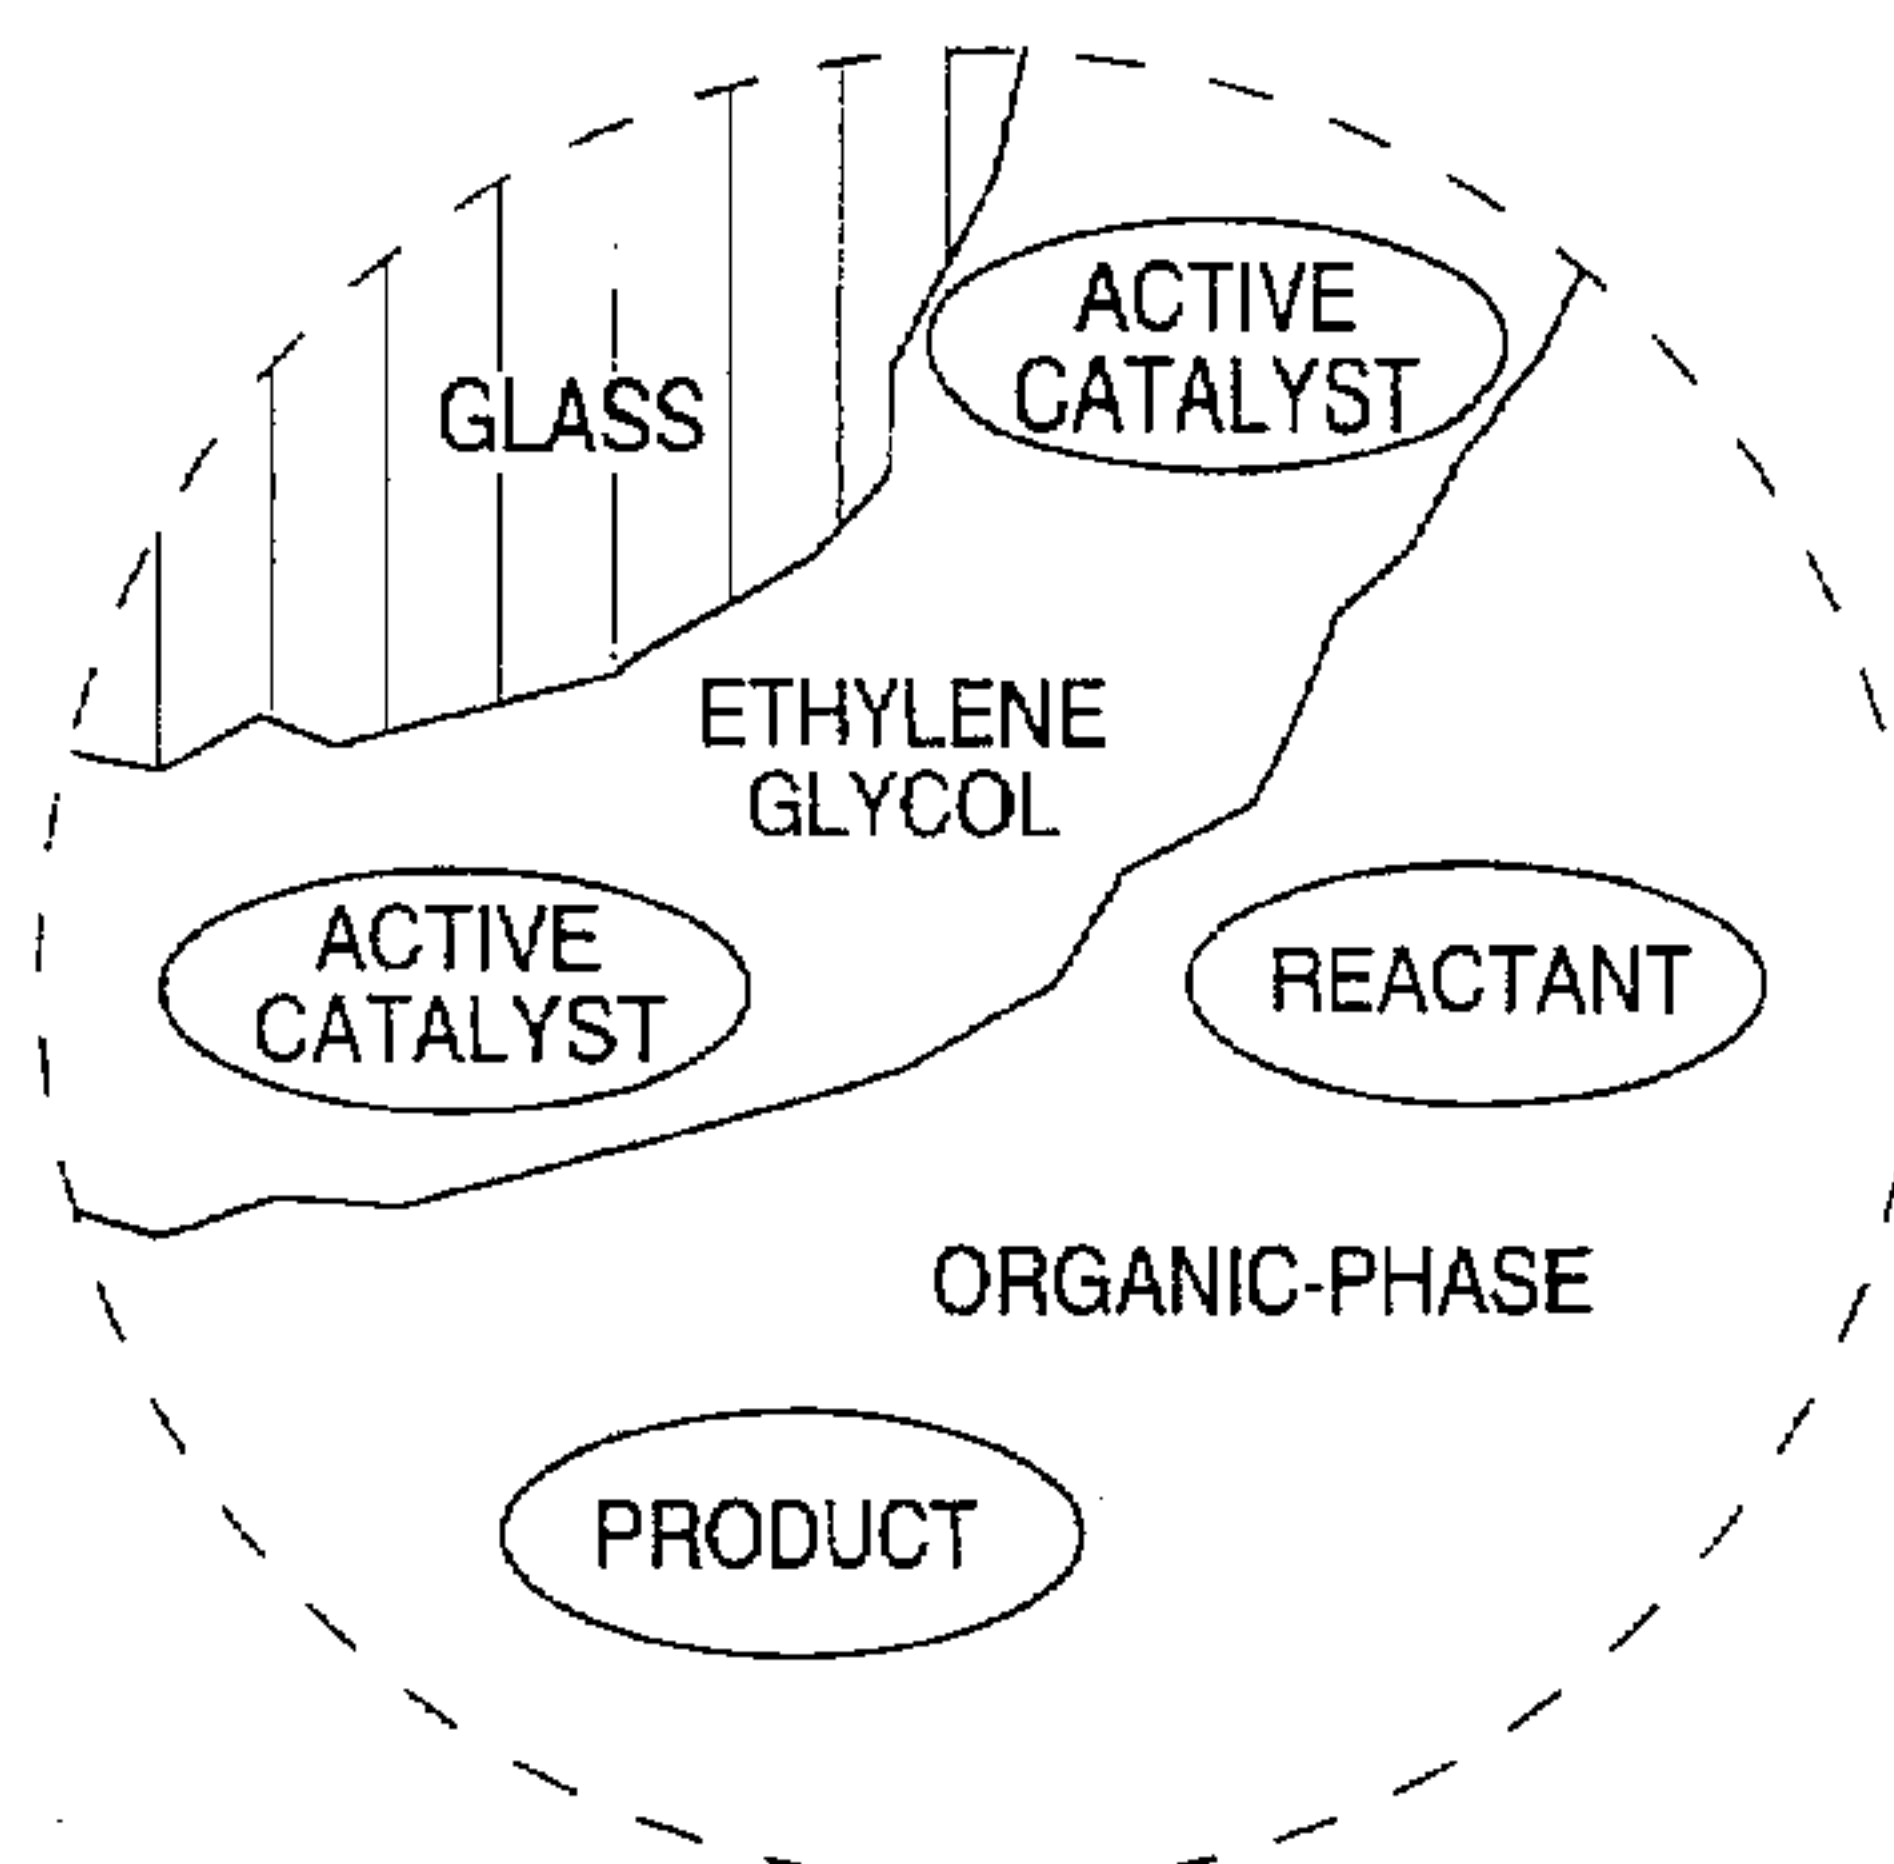 ACTIVE
CATALYST
GLASS
ETHYLENE
GLYCOL
ACTIVE
CATALYST
REACTANT
ORGANIC-PHASE
PRODUCT